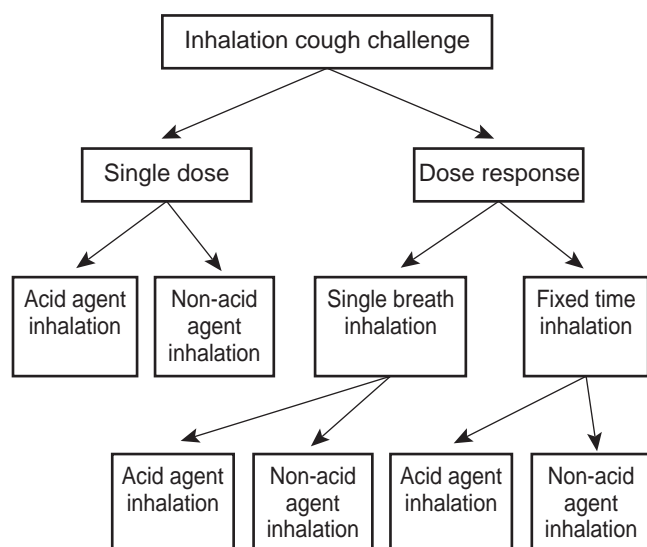 Inhalation cough challenge
Single dose
Dose response
Acid agent
inhalation
Non-acid
agent
inhalation
Single breath
inhalation
Fixed time
inhalation
Acid agent
inhalation
Non-acid
agent
inhalation
Acid agent
inhalation
Non-acid
agent
inhalation